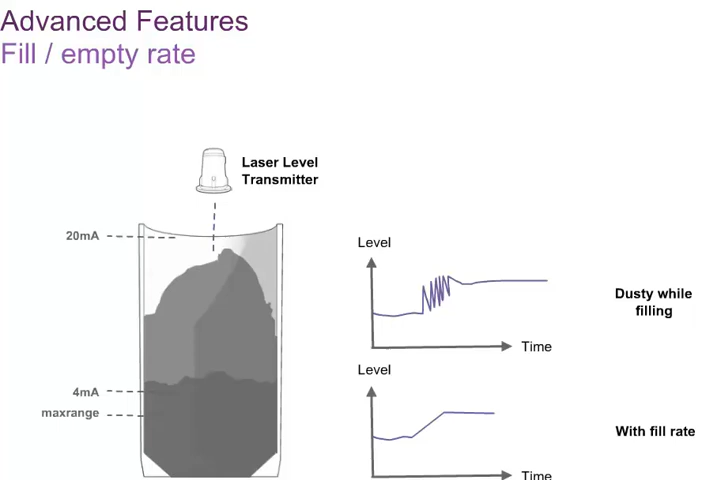 Advanced Features
Fill / empty rate
Laser Level
Transmitter
20mA
4mA
maxrange
Level
Time
Dusty while
filling
Level
Time
With fill rate